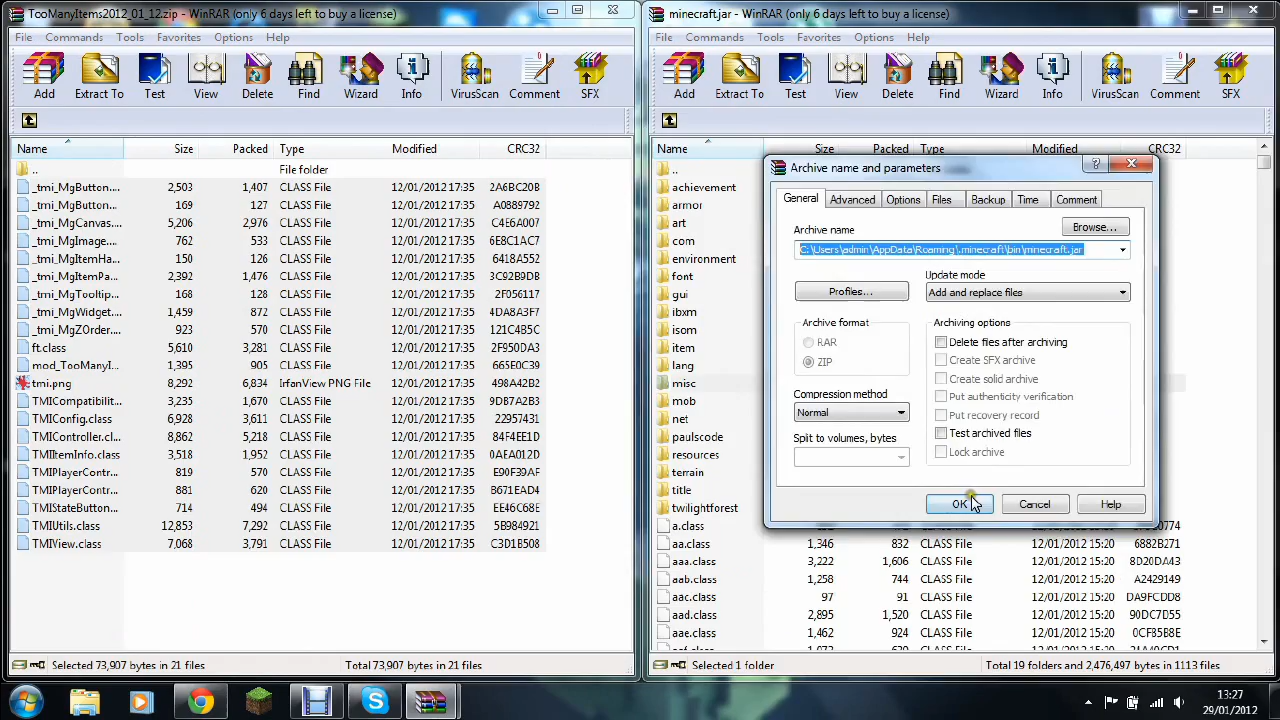 TooManyItems2012_01_12.zip - WinRAR (only 6 days left to buy a license)
File Commands Tools Favorites Options Help
Add Extract To Test View Delete Find Wizard Info VirusScan Comment SFX
Name Size Packed Type Modified CRC32
.. File folder
_tmi_MgButton.... 2,503 1,407 CLASS File 12/01/2012 17:35 2A6BC20B
_tmi_MgButton.... 169 127 CLASS File 12/01/2012 17:35 A0889792
_tmi_MgCanvas.... 5,206 2,976 CLASS File 12/01/2012 17:35 C4E6A007
_tmi_MgImage.... 762 533 CLASS File 12/01/2012 17:35 6E8C1AC7
_tmi_MgItemHa... 156 120 CLASS File 12/01/2012 17:35 6418A552
_tmi_MgItemPa... 2,392 1,476 CLASS File 12/01/2012 17:35 3C92B9DB
_tmi_MgTooltip... 168 128 CLASS File 12/01/2012 17:35 2F056117
_tmi_MgWidget... 1,459 872 CLASS File 12/01/2012 17:35 4DA8A3F7
_tmi_MgZOrder... 923 570 CLASS File 12/01/2012 17:35 121C4B5C
ft.class 5,610 3,281 CLASS File 12/01/2012 17:35 2F950DA3
mod_TooManyI... 1,395 905 CLASS File 12/01/2012 17:35 665E0C39
tmi.png 8,292 6,834 IrfanView PNG File 12/01/2012 17:35 498A42B2
TMICompatibilit... 3,235 1,670 CLASS File 12/01/2012 17:35 9DB7A2B3
TMIConfig.class 6,928 3,611 CLASS File 12/01/2012 17:35 22957431
TMIController.cl... 8,862 5,218 CLASS File 12/01/2012 17:35 84F4EE1D
TMIItemInfo.class 3,518 1,952 CLASS File 12/01/2012 17:35 0AEA012D
TMIPlayerContr... 819 570 CLASS File 12/01/2012 17:35 E90F39AF
TMIPlayerContr... 881 620 CLASS File 12/01/2012 17:35 B671EAD4
TMIStateButton... 714 494 CLASS File 12/01/2012 17:35 EE46C68E
TMIUtils.class 12,853 7,292 CLASS File 12/01/2012 17:35 5B984921
TMIView.class 7,068 3,791 CLASS File 12/01/2012 17:35 C3D1B508
Selected 73,907 bytes in 21 files Total 73,907 bytes in 21 files
minecraft.jar - WinRAR (only 6 days left to buy a license)
File Commands Tools Favorites Options Help
Add Extract To Test View Delete Find Wizard Info VirusScan Comment SFX
Name Size Packed Type Modified CRC32
..
achievement
armor
art
com
environment
font
gui
ibxm
isom
item
lang
misc
mob
net
paulscode
resources
terrain
title
twilightforest
a.class
aa.class 1,346 832 CLASS File 12/01/2012 15:20 6882B271
aaa.class 3,222 1,606 CLASS File 12/01/2012 15:20 8D20DA43
aab.class 1,258 744 CLASS File 12/01/2012 15:20 A2429149
aac.class 97 91 CLASS File 12/01/2012 15:20 DA9FCDD8
aad.class 2,895 1,520 CLASS File 12/01/2012 15:20 90DC7D55
aae.class 1,462 924 CLASS File 12/01/2012 15:20 0CF85B8E
Selected 1 folder Total 19 folders and 2,476,497 bytes in 1113 files
Archive name and parameters
General Advanced Options Files Backup Time Comment
Archive name
Browse...
C:\Users\admin\AppData\Roaming\.minecraft\bin\minecraft.jar
Profiles...
Update mode
Add and replace files
Archive format
RAR
ZIP
Compression method
Normal
Split to volumes, bytes
Archiving options
Delete files after archiving
Create SFX archive
Create solid archive
Put authenticity verification
Put recovery record
Test archived files
Lock archive
OK Cancel Help
13:27
29/01/2012